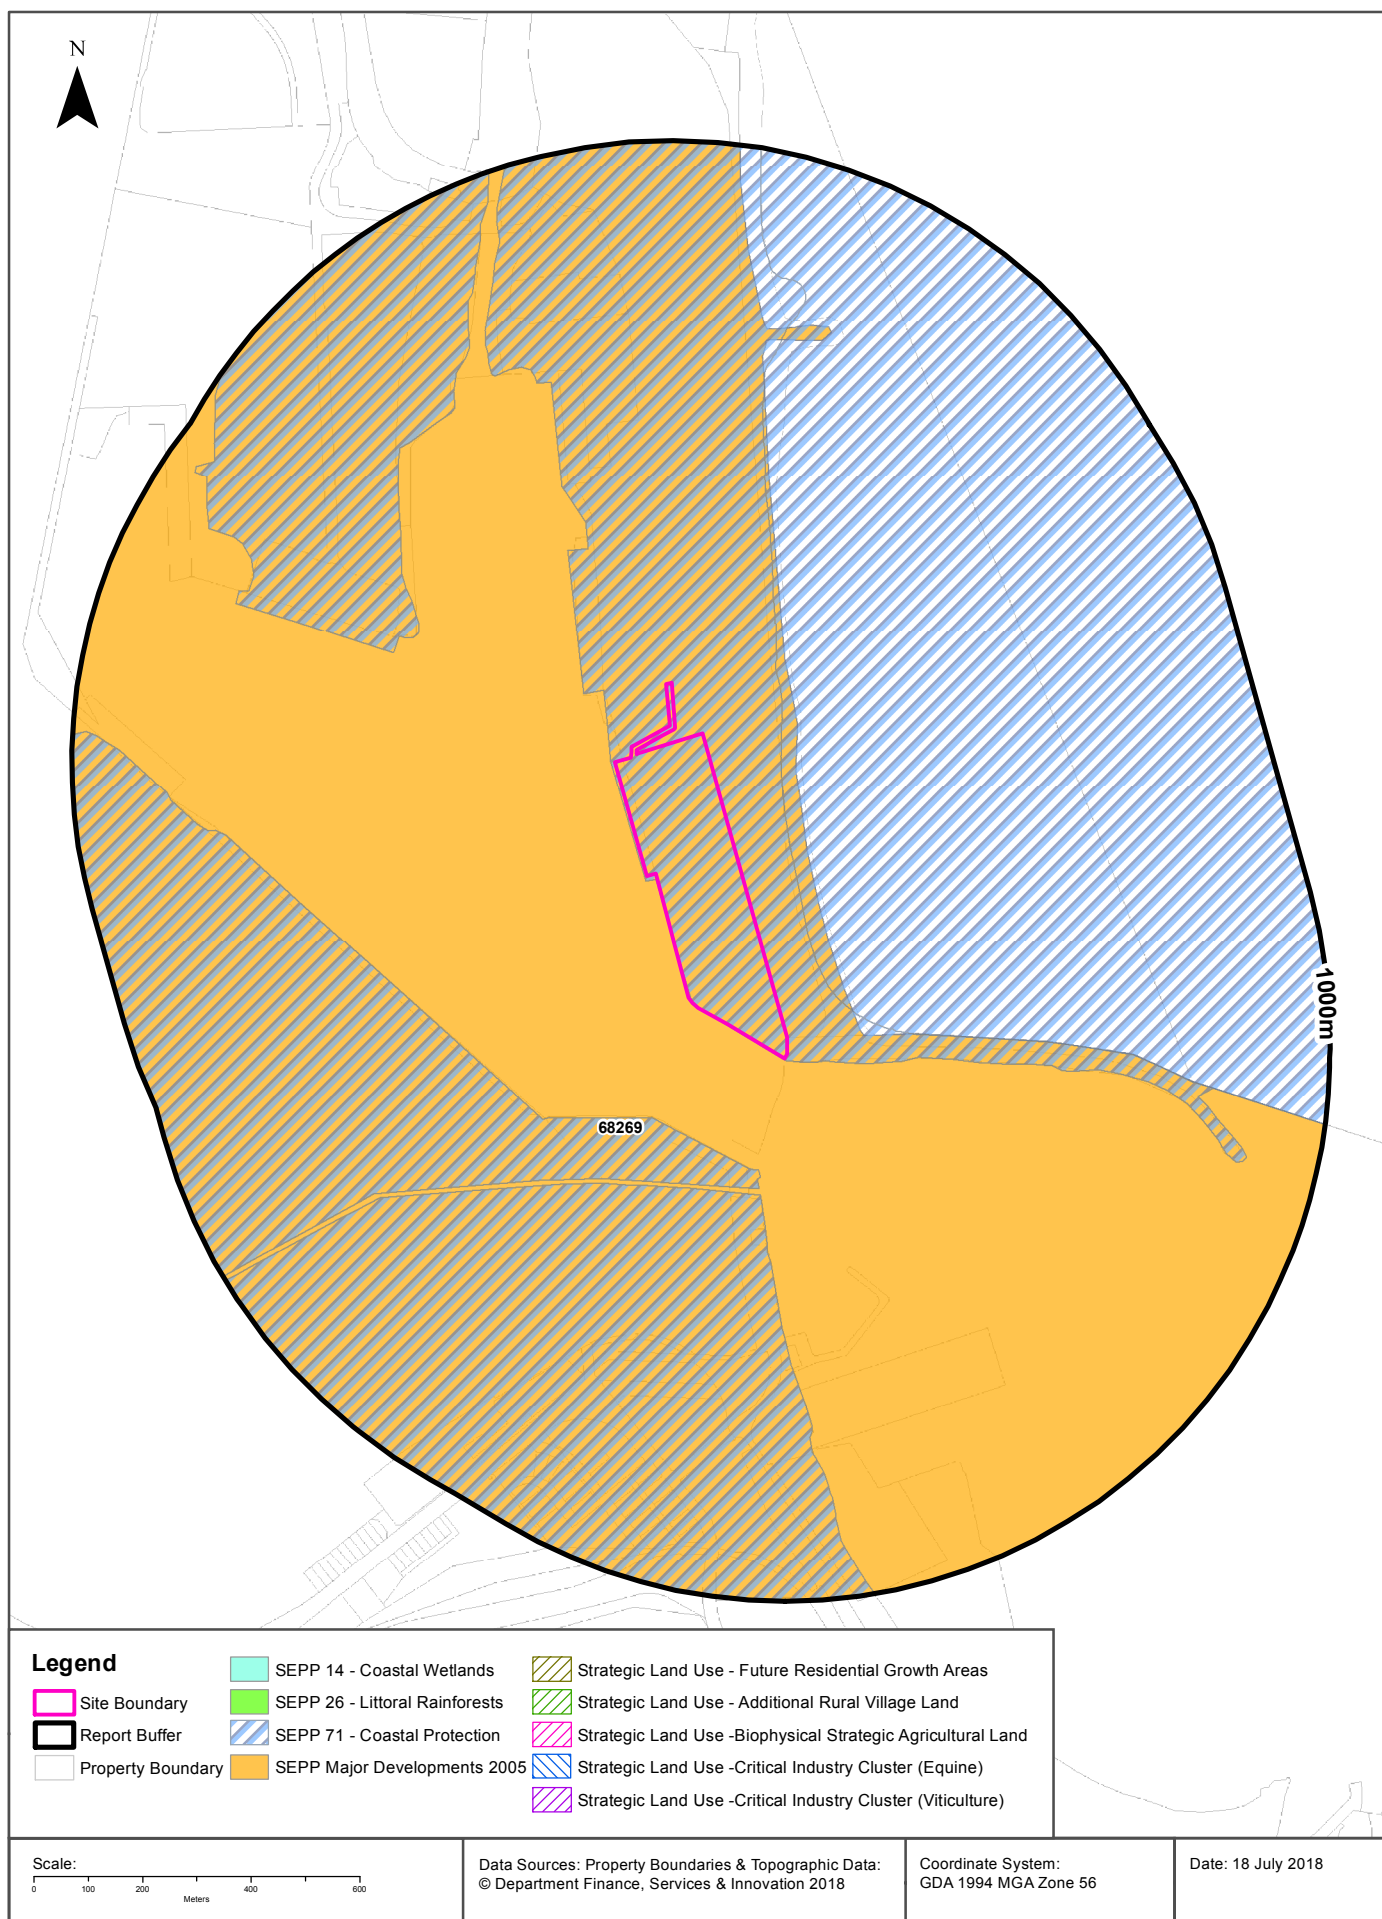 N
1000m
68269
Legend
Site Boundary
Report Buffer
Property Boundary
SEPP 14 - Coastal Wetlands
SEPP 26 - Littoral Rainforests
SEPP 71 - Coastal Protection
SEPP Major Developments 2005
Strategic Land Use - Future Residential Growth Areas
Strategic Land Use - Additional Rural Village Land
Strategic Land Use -Biophysical Strategic Agricultural Land
Strategic Land Use -Critical Industry Cluster (Equine)
Strategic Land Use -Critical Industry Cluster (Viticulture)
Scale:
0 100 200 400 600
Meters
Data Sources: Property Boundaries & Topographic Data:
© Department Finance, Services & Innovation 2018
Coordinate System:
GDA 1994 MGA Zone 56
Date: 18 July 2018